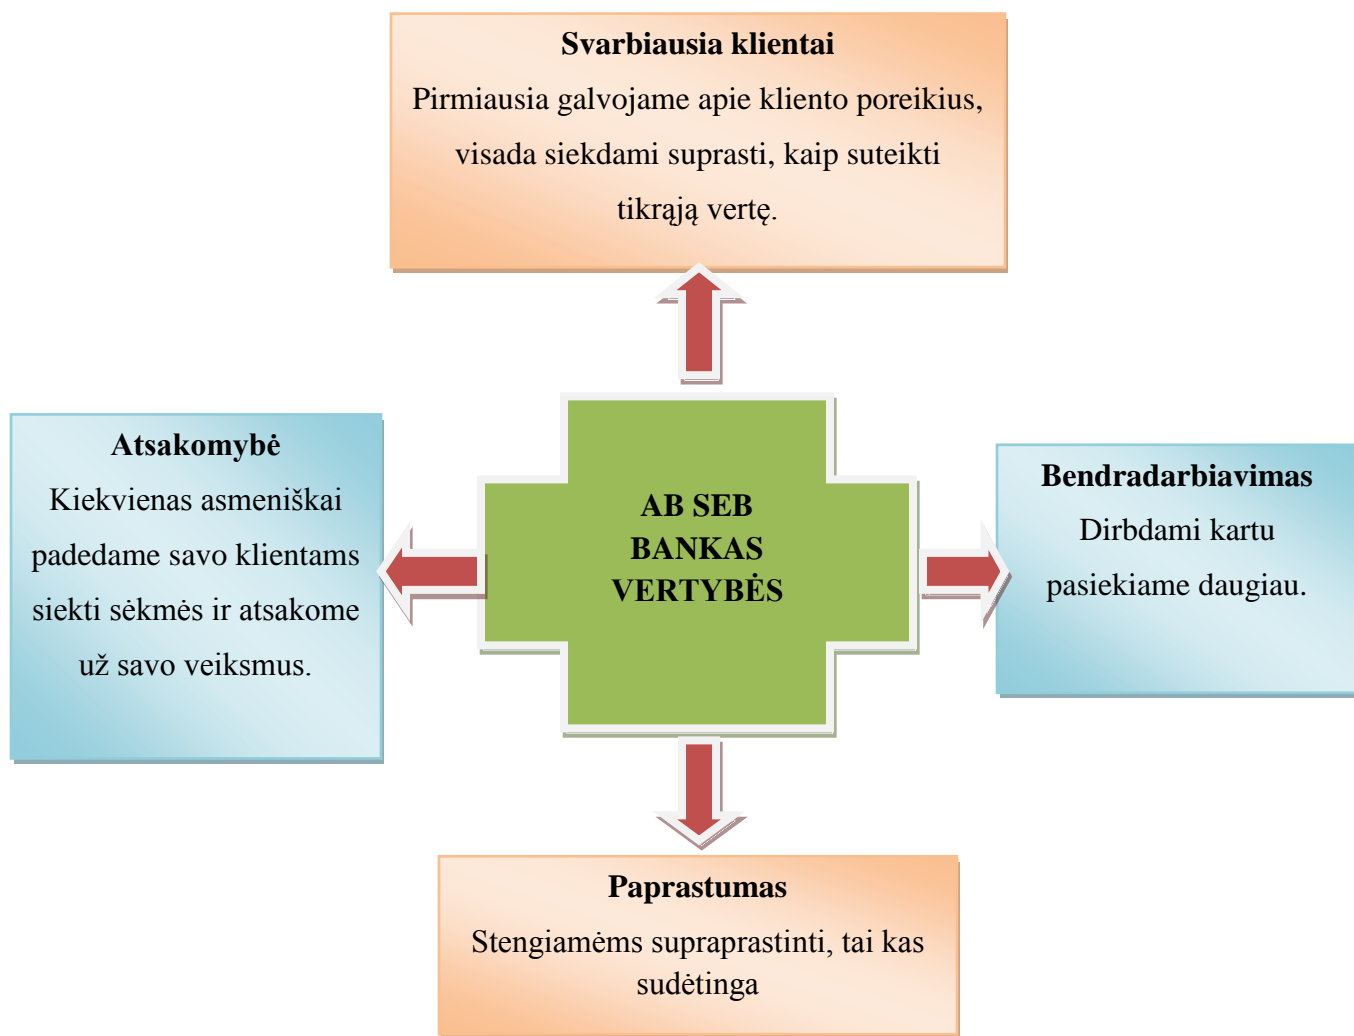 Svarbiausia klientai
Pirmiausia galvojame apie kliento poreikius,
visada siekdami suprasti, kaip suteikti
tikrąją vertę.
Atsakomybė
Kiekvienas asmeniškai
padedame savo klientams
siekti sėkmės ir atsakome
už savo veiksmus.
AB SEB
BANKAS
VERTYBĖS
Bendradarbiavimas
Dirbdami kartu
pasiekiame daugiau.
Paprastumas
Stengiamėms supraprastinti, tai kas
sudėtinga